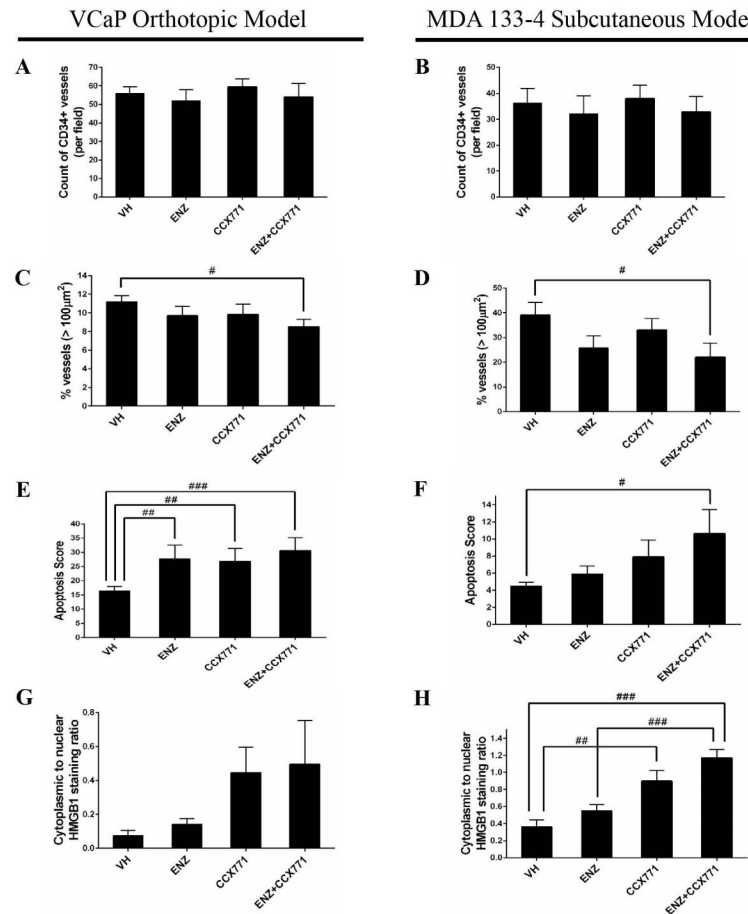 VCaP Orthotopic Model
MDA 133-4 Subcutaneous Mode
A
Count of CD34+ vessels
(per field)
70
60
50
40
30
20
10
0
VH
ENZ
CCX771
ENZ+CCX771
B
Count of CD34+ vessels
(per field)
50
40
30
20
10
0
VH
ENZ
CCX771
ENZ+CCX771
C
% vessels (> 100μm²)
12
10
8
6
4
2
0
#
VH
ENZ
CCX771
ENZ+CCX771
D
% vessels (> 100μm²)
50
40
30
20
10
0
#
VH
ENZ
CCX771
ENZ+CCX771
E
Apoptosis Score
40
35
30
25
20
15
10
5
0
###
##
##
VH
ENZ
CCX771
ENZ+CCX771
F
Apoptosis Score
14
12
10
8
6
4
2
0
#
VH
ENZ
CCX771
ENZ+CCX771
G
Cytoplasmic to nuclear
HMGB1 staining ratio
0.8
0.6
0.4
0.2
0.0
VH
ENZ
CCX771
ENZ+CCX771
H
Cytoplasmic to nuclear
HMGB1 staining ratio
1.4
1.2
1.0
0.8
0.6
0.4
0.2
0.0
###
###
##
VH
ENZ
CCX771
ENZ+CCX771